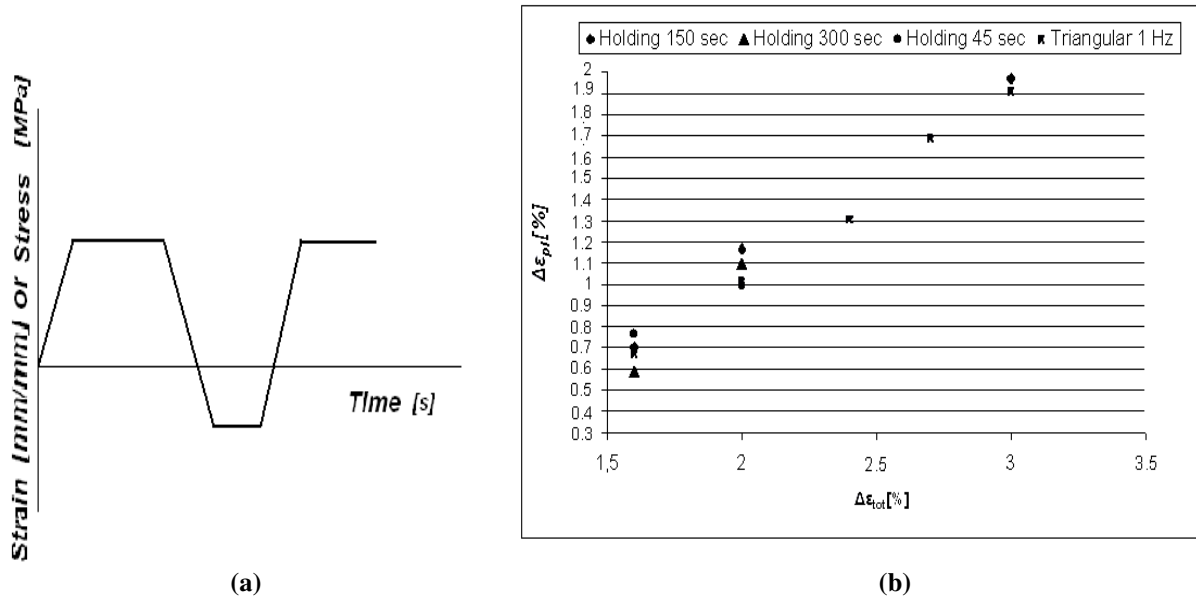 Strain [mm/mm] or Stress [MPa]
Time [s]
(a)
Holding 150 sec Holding 300 sec Holding 45 sec Triangular 1 Hz
2
1.9
1.8
1.7
1.6
1.5
1.4
1.3
1.2
1.1
1
0.9
0.8
0.7
0.6
0.5
0.4
0.3
Δεpl[%]
1,5 2 2.5 3 3.5
Δεtot[%]
(b)